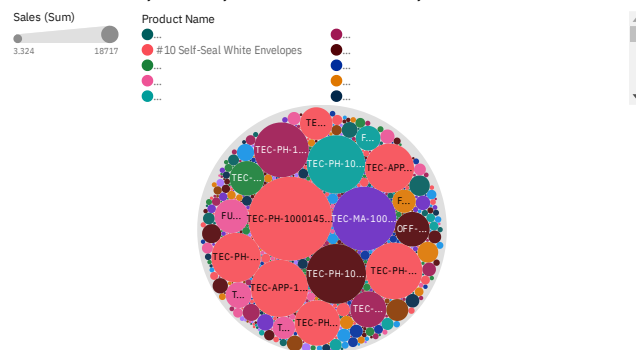 Sales (Sum)
3.324
18717
Product Name
...
#10 Self-Seal White Envelopes
...
...
...
...
...
...
...
...
TE...
F...
TEC-PH-1...
TEC-PH-10...
TEC-APP...
TEC-...
F...
FU...
TEC-PH-1000145...
TEC-MA-100...
OFF-...
TEC-PH-...
TEC-PH-10...
TEC-PH-...
TEC-APP-1...
T...
TEC-...
T...
TEC-PH...